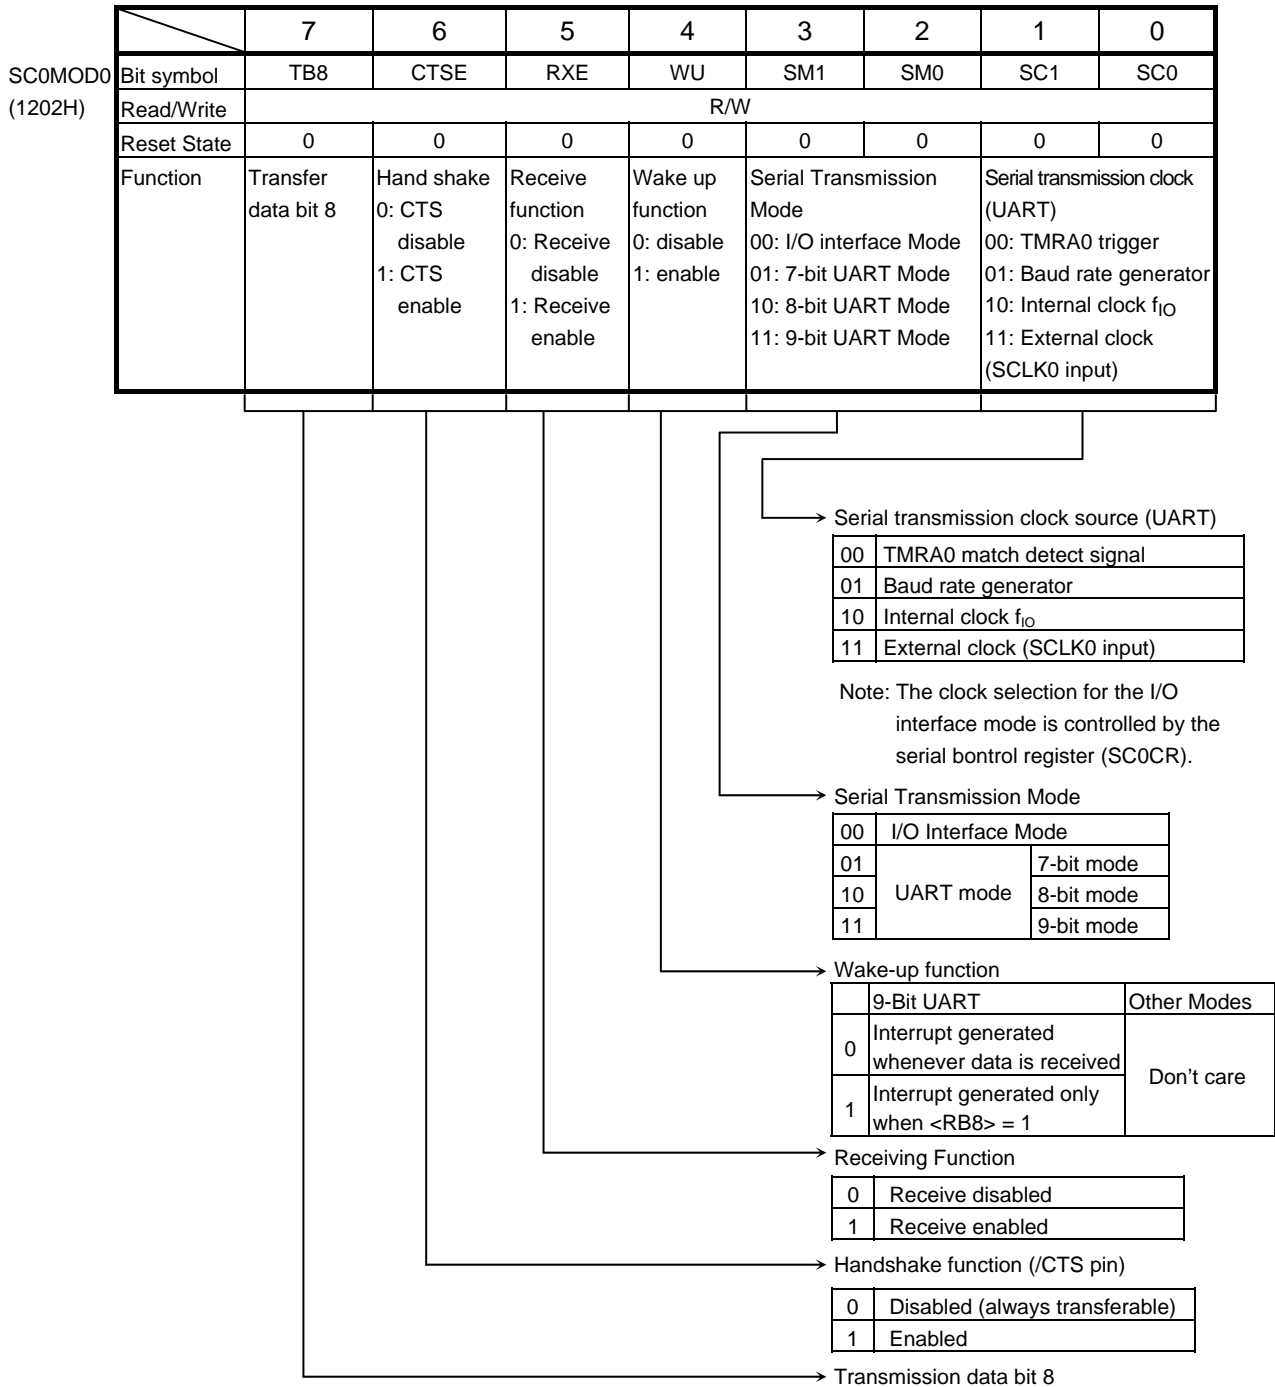 7 6 5 4 3 2 1 0
SC0MOD0 Bit symbol TB8 CTSE RXE WU SM1 SM0 SC1 SC0
(1202H) Read/Write R/W
Reset State 0 0 0 0 0 0 0 0
Function Transfer Hand shake Receive Wake up Serial Transmission Serial transmission clock
data bit 8 0: CTS function function Mode (UART)
disable 0: Receive 0: disable 00: I/O interface Mode 00: TMRA0 trigger
1: CTS disable 1: enable 01: 7-bit UART Mode 01: Baud rate generator
enable 1: Receive 10: 8-bit UART Mode 10: Internal clock fIO
enable 11: 9-bit UART Mode 11: External clock
(SCLK0 input)
Serial transmission clock source (UART)
00 TMRA0 match detect signal
01 Baud rate generator
10 Internal clock fIO
11 External clock (SCLK0 input)
Note: The clock selection for the I/O
interface mode is controlled by the
serial bontrol register (SC0CR).
Serial Transmission Mode
00 I/O Interface Mode
01 7-bit mode
10 UART mode 8-bit mode
11 9-bit mode
Wake-up function
9-Bit UART Other Modes
0 Interrupt generated
whenever data is received
Don't care
1 Interrupt generated only
when <RB8> = 1
Receiving Function
0 Receive disabled
1 Receive enabled
Handshake function (/CTS pin)
0 Disabled (always transferable)
1 Enabled
Transmission data bit 8